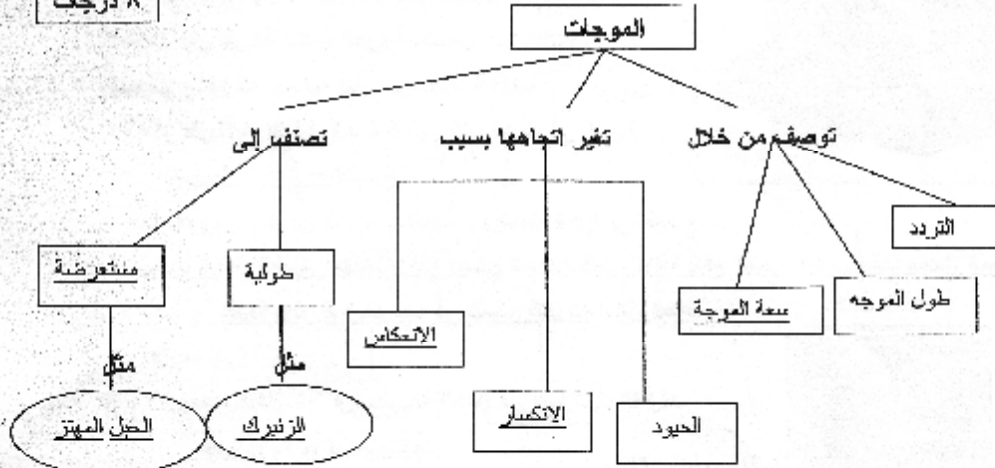 ٨ درجات
الموجات
توصف من خلال
تغير اتجاهها بسبب
تصنف إلى
التردد
طول الموجه
سعة الموجة
الانعكاس
الانكسار
الحيود
طولية
مستعرضة
مثل
مثل
الزنبرك
الحبل المهتز